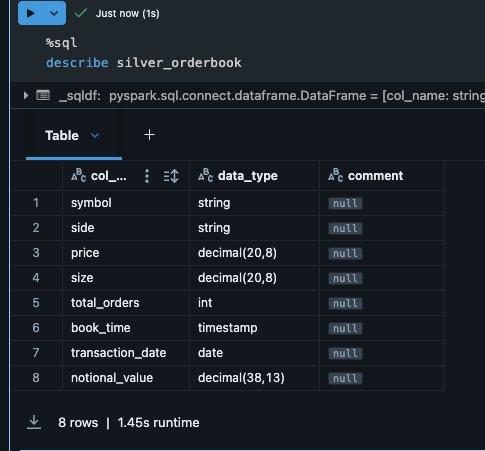 Just now (1s)
%sql
describe silver_orderbook
_sqldf: pyspark.sql.connect.dataframe.DataFrame = [col_name: string
Table
col_... data_type comment
1 symbol string null
2 side string null
3 price decimal(20,8) null
4 size decimal(20,8) null
5 total_orders int null
6 book_time timestamp null
7 transaction_date date null
8 notional_value decimal(38,13) null
8 rows | 1.45s runtime